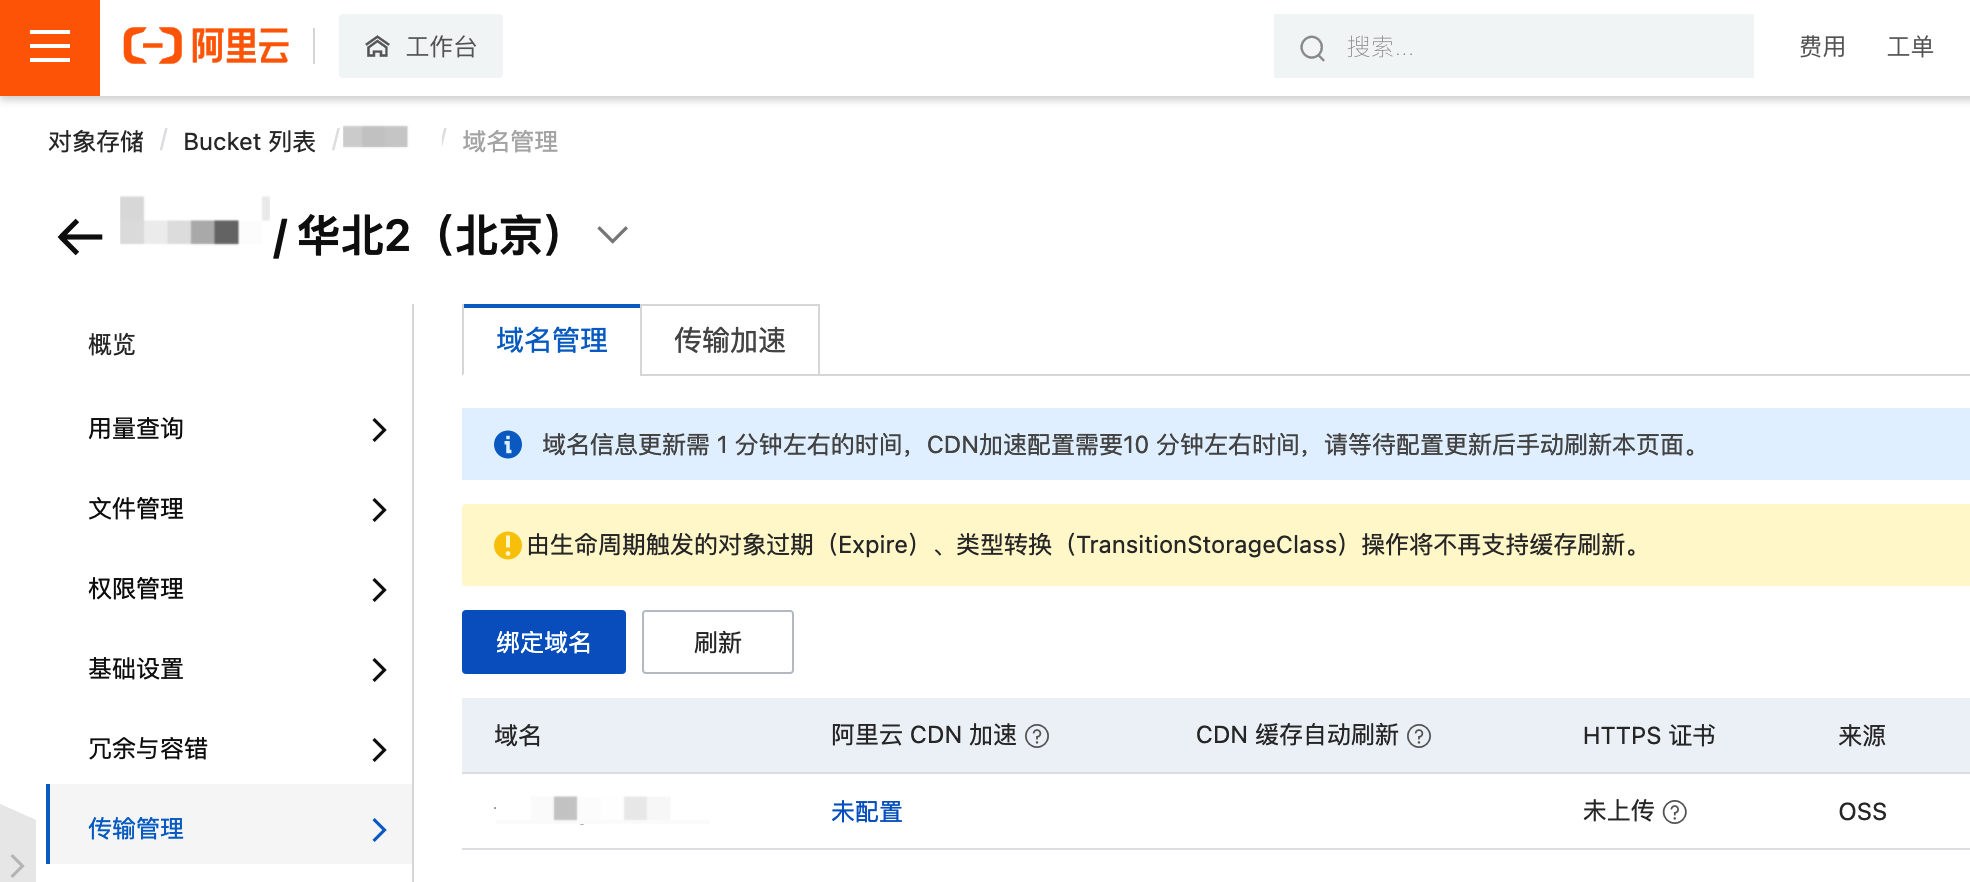 阿里云
工作台
搜索...
费用
工单
对象存储 / Bucket 列表 / / 域名管理
/ 华北2（北京）
概览
用量查询
文件管理
权限管理
基础设置
冗余与容错
传输管理
域名管理
传输加速
域名信息更新需 1 分钟左右的时间，CDN加速配置需要10 分钟左右时间，请等待配置更新后手动刷新本页面。
由生命周期触发的对象过期（Expire）、类型转换（TransitionStorageClass）操作将不再支持缓存刷新。
绑定域名
刷新
域名 阿里云 CDN 加速 CDN 缓存自动刷新 HTTPS 证书 来源
未配置 未上传 OSS